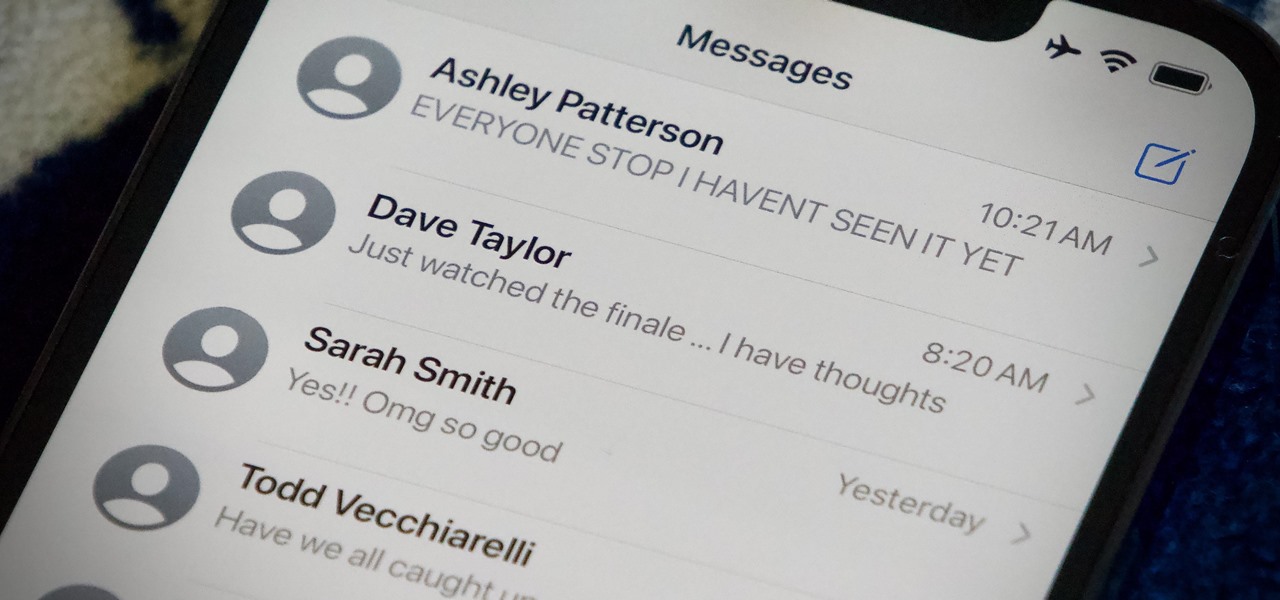 Messages
Ashley Patterson
10:21 AM
EVERYONE STOP I HAVENT SEEN IT YET
Dave Taylor
8:20 AM
Just watched the finale ... I have thoughts
Sarah Smith
Yesterday
Yes!! Omg so good
Todd Vecchiarelli
Have we all caught up